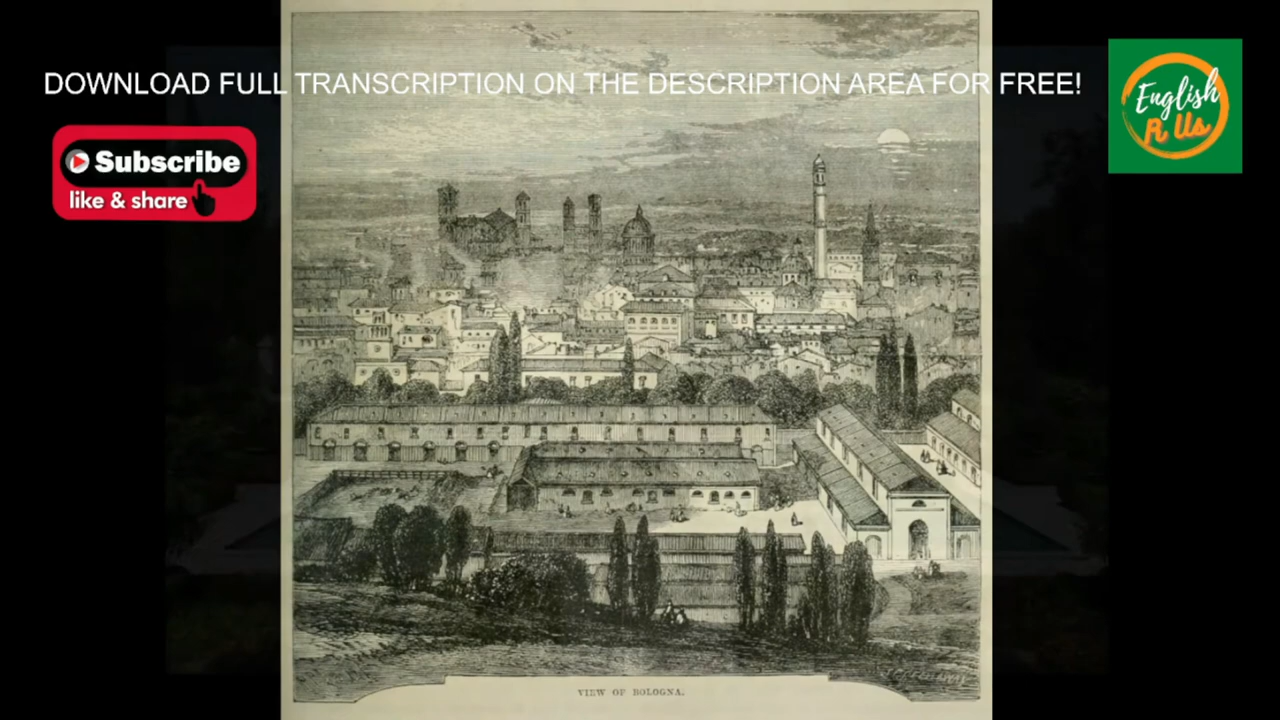 DOWNLOAD FULL TRANSCRIPTION ON THE DESCRIPTION AREA FOR FREE!
English
R Us
Subscribe
like & share
VIEW OF BOLOGNA.